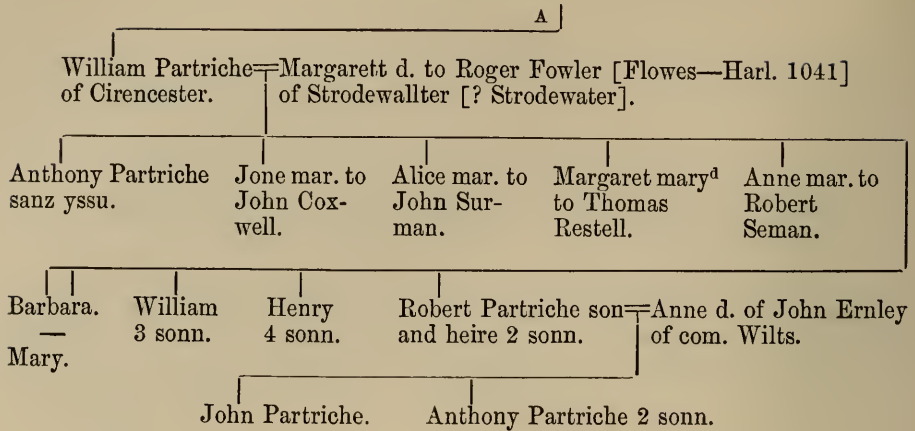 A
William Partriche=Margarett d. to Roger Fowler [Flowes—Harl. 1041]
of Cirencester. of Strodewallter [? Strodewater].
Anthony Partriche Jone mar. to Alice mar. to Margaret maryd Anne mar. to
sanz yssu. John Cox- John Sur- to Thomas Robert
well. man. Restell. Seman.
Barbara. William Henry Robert Partriche son=Anne d. of John Ernley
— 3 sonn. 4 sonn. and heire 2 sonn. of com. Wilts.
Mary.
John Partriche. Anthony Partriche 2 sonn.